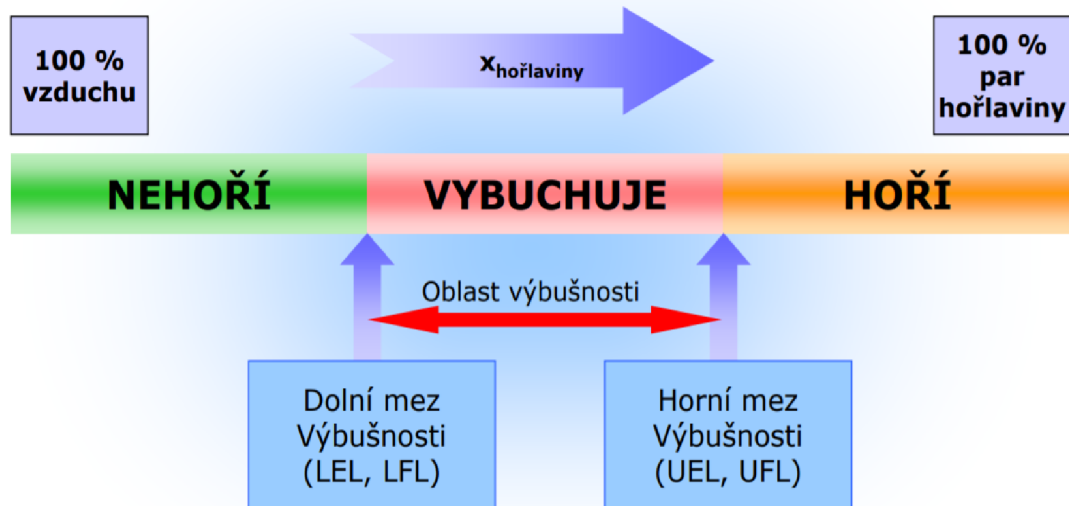 100 %
vzduchu
xhořlaviny
100 %
par
hořlaviny
NEHOŘÍ
VYBUCHUJE
HOŘÍ
Oblast výbušnosti
Dolní mez
Výbušnosti
(LEL, LFL)
Horní mez
Výbušnosti
(UEL, UFL)